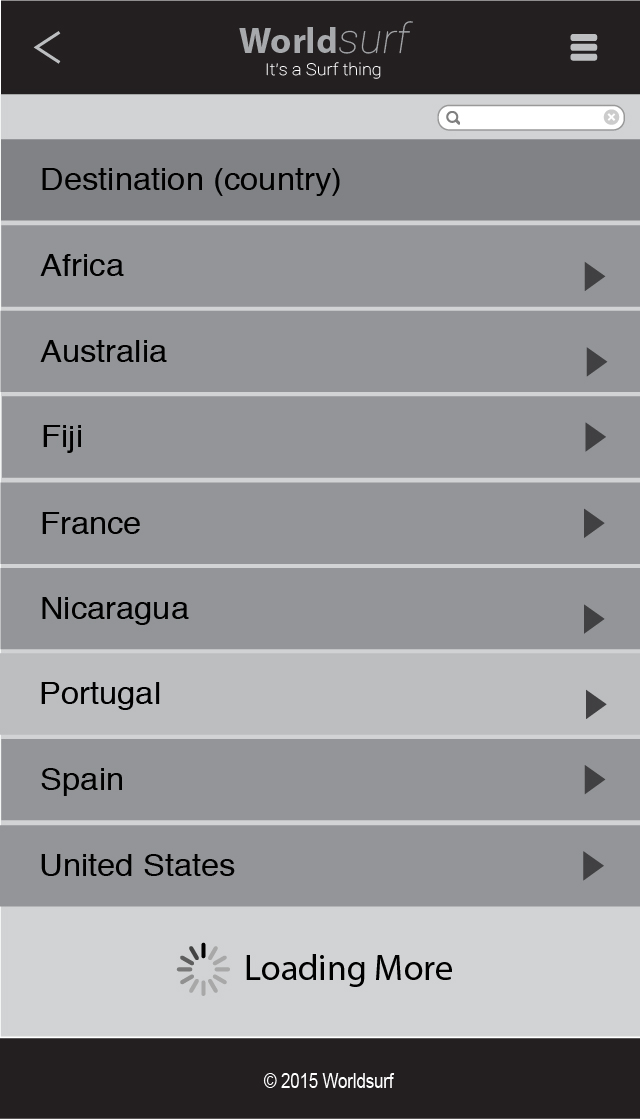 Worldsurf
It's a Surf thing
Destination (country)
Africa
Australia
Fiji
France
Nicaragua
Portugal
Spain
United States
Loading More
© 2015 Worldsurf